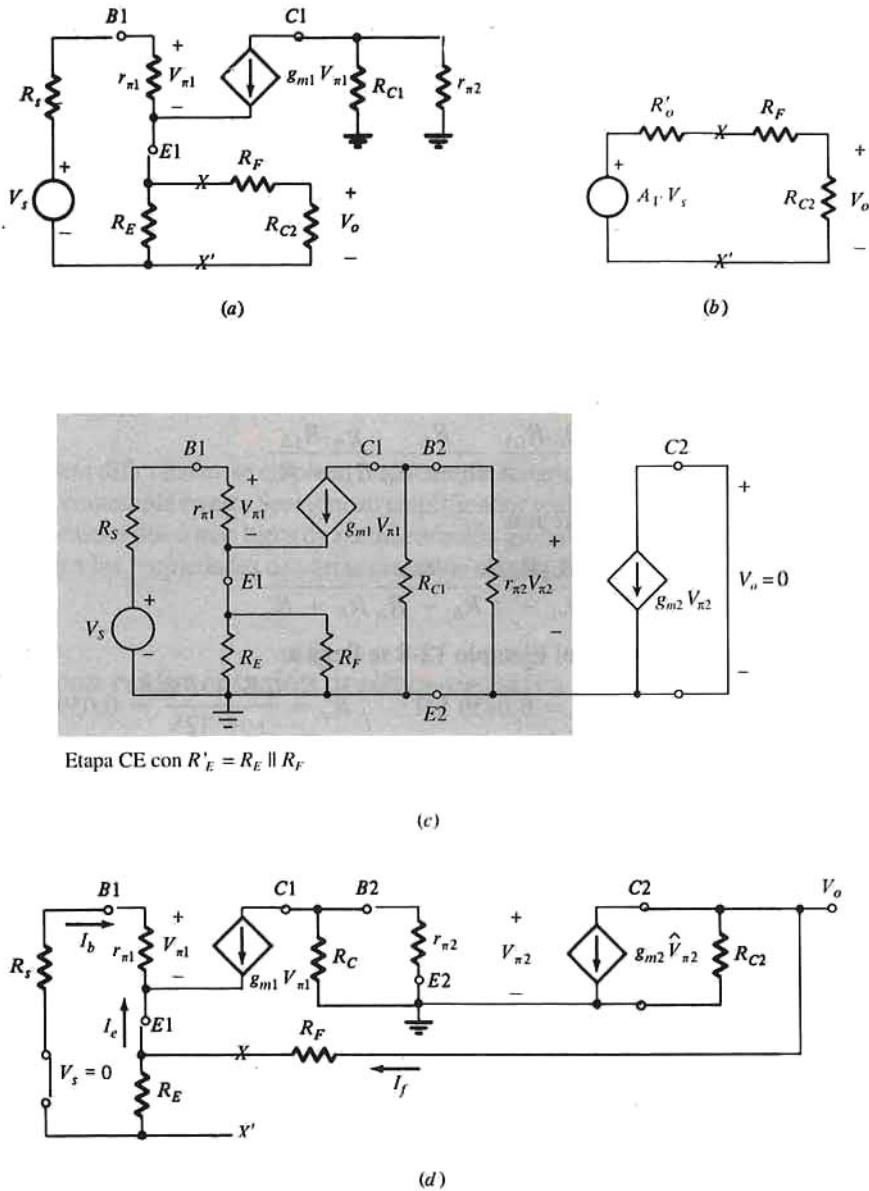 B1
C1
R_s
r_π1
+
V_π1
−
g_m1 V_π1
R_C1
r_π2
E1
X
R_F
+
V_s
−
R_E
R_C2
+
V_o
−
X'
(a)
R'_o
X
R_F
+
A_V V_s
R_C2
+
V_o
−
X'
(b)
B1
C1
B2
C2
R_S
r_π1
+
V_π1
−
g_m1 V_π1
E1
R_C1
r_π2 V_π2
+
−
g_m2 V_π2
+
V_o = 0
−
+
V_S
−
R_E
R_F
E2
Etapa CE con R'_E = R_E || R_F
(c)
B1
C1
B2
C2
V_o
I_b
R_s
r_π1
+
V_π1
−
g_m1 V_π1
R_C
r_π2
E2
+
V_π2
−
g_m2 V̂_π2
R_C2
I_e
E1
X
R_F
I_f
V_s = 0
R_E
X'
(d)